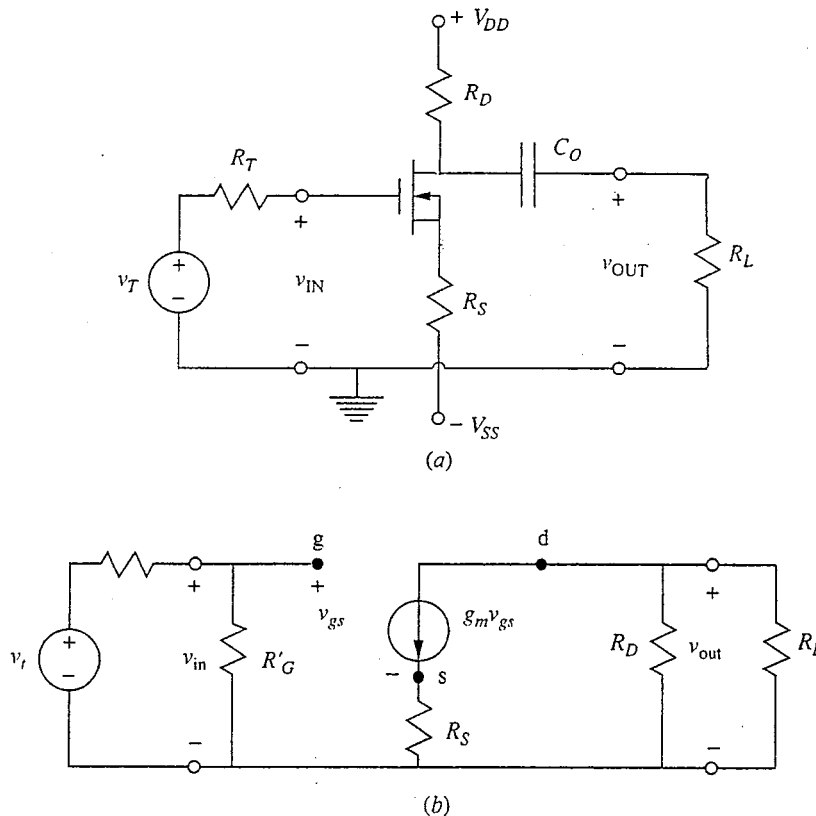 + V_DD
R_D
R_T
C_O
+
+
+
−
v_T
v_IN
v_OUT
R_L
R_S
−
−
− V_SS
(a)
g
d
+
+
+
v_gs
g_m v_gs
+
−
v_t
v_in
R'_G
−
s
R_D
v_out
R_L
R_S
−
−
(b)